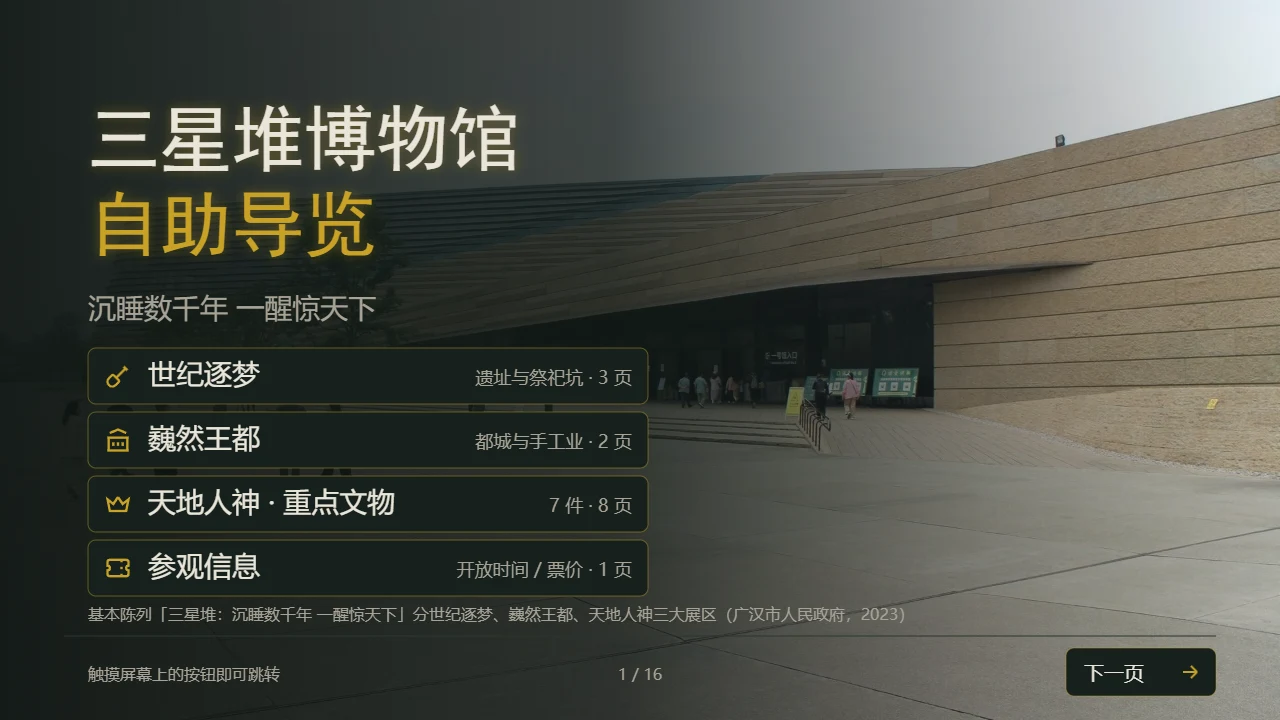 三星堆博物馆
自助导览
沉睡数千年 一醒惊天下
世纪逐梦 遗址与祭祀坑 · 3 页
巍然王都 都城与手工业 · 2 页
天地人神 · 重点文物 7 件 · 8 页
参观信息 开放时间 / 票价 · 1 页
基本陈列「三星堆：沉睡数千年 一醒惊天下」分世纪逐梦、巍然王都、天地人神三大展区（广汉市人民政府，2023）
触摸屏幕上的按钮即可跳转
1 / 16
下一页